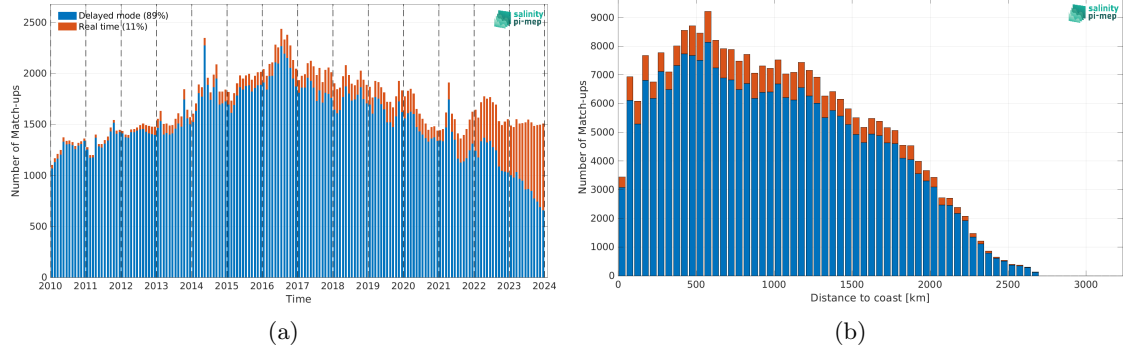 Delayed mode (89%)
Real time (11%)
salinity
pi-mep
2500
2000
1500
1000
500
0
Number of Match-ups
2010 2011 2012 2013 2014 2015 2016 2017 2018 2019 2020 2021 2022 2023 2024
Time
(a)
salinity
pi-mep
9000
8000
7000
6000
5000
4000
3000
2000
1000
0
Number of Match-ups
0 500 1000 1500 2000 2500 3000
Distance to coast [km]
(b)